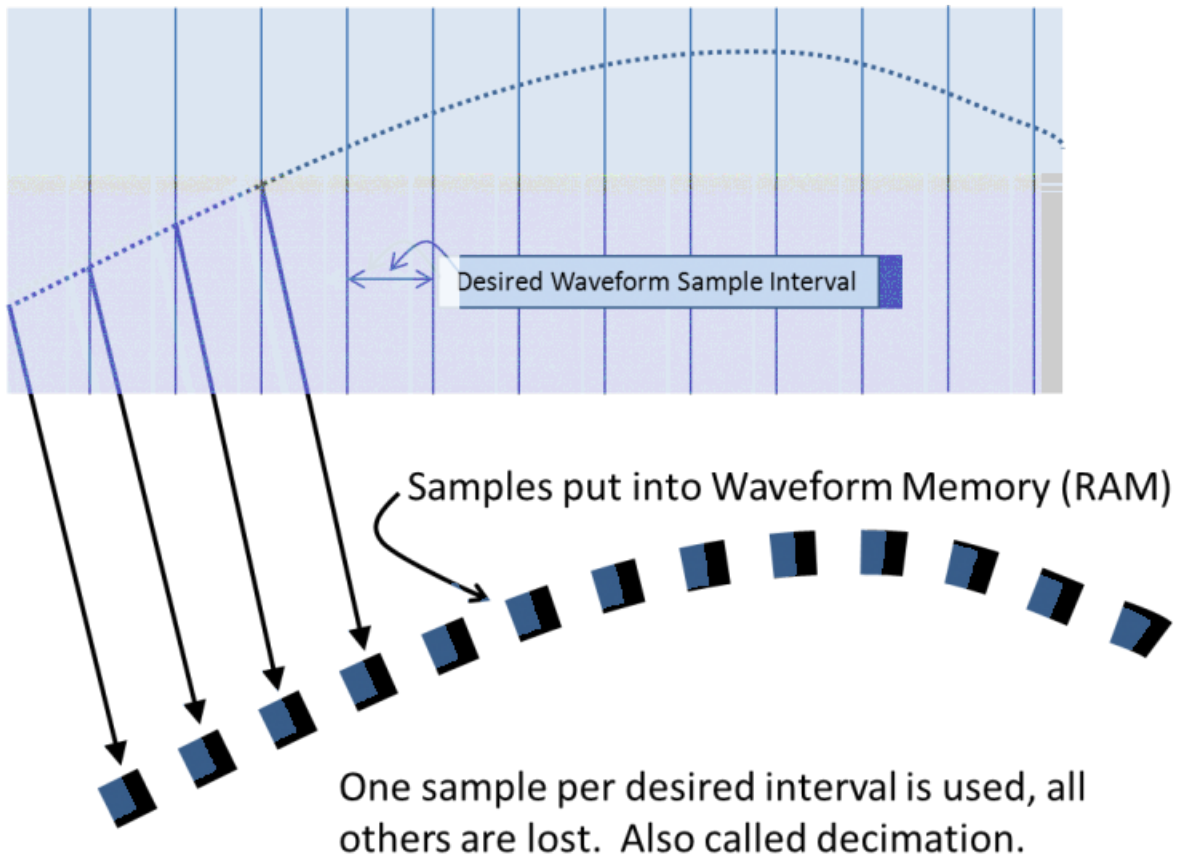 Desired Waveform Sample Interval
Samples put into Waveform Memory (RAM)
One sample per desired interval is used, all
others are lost.  Also called decimation.